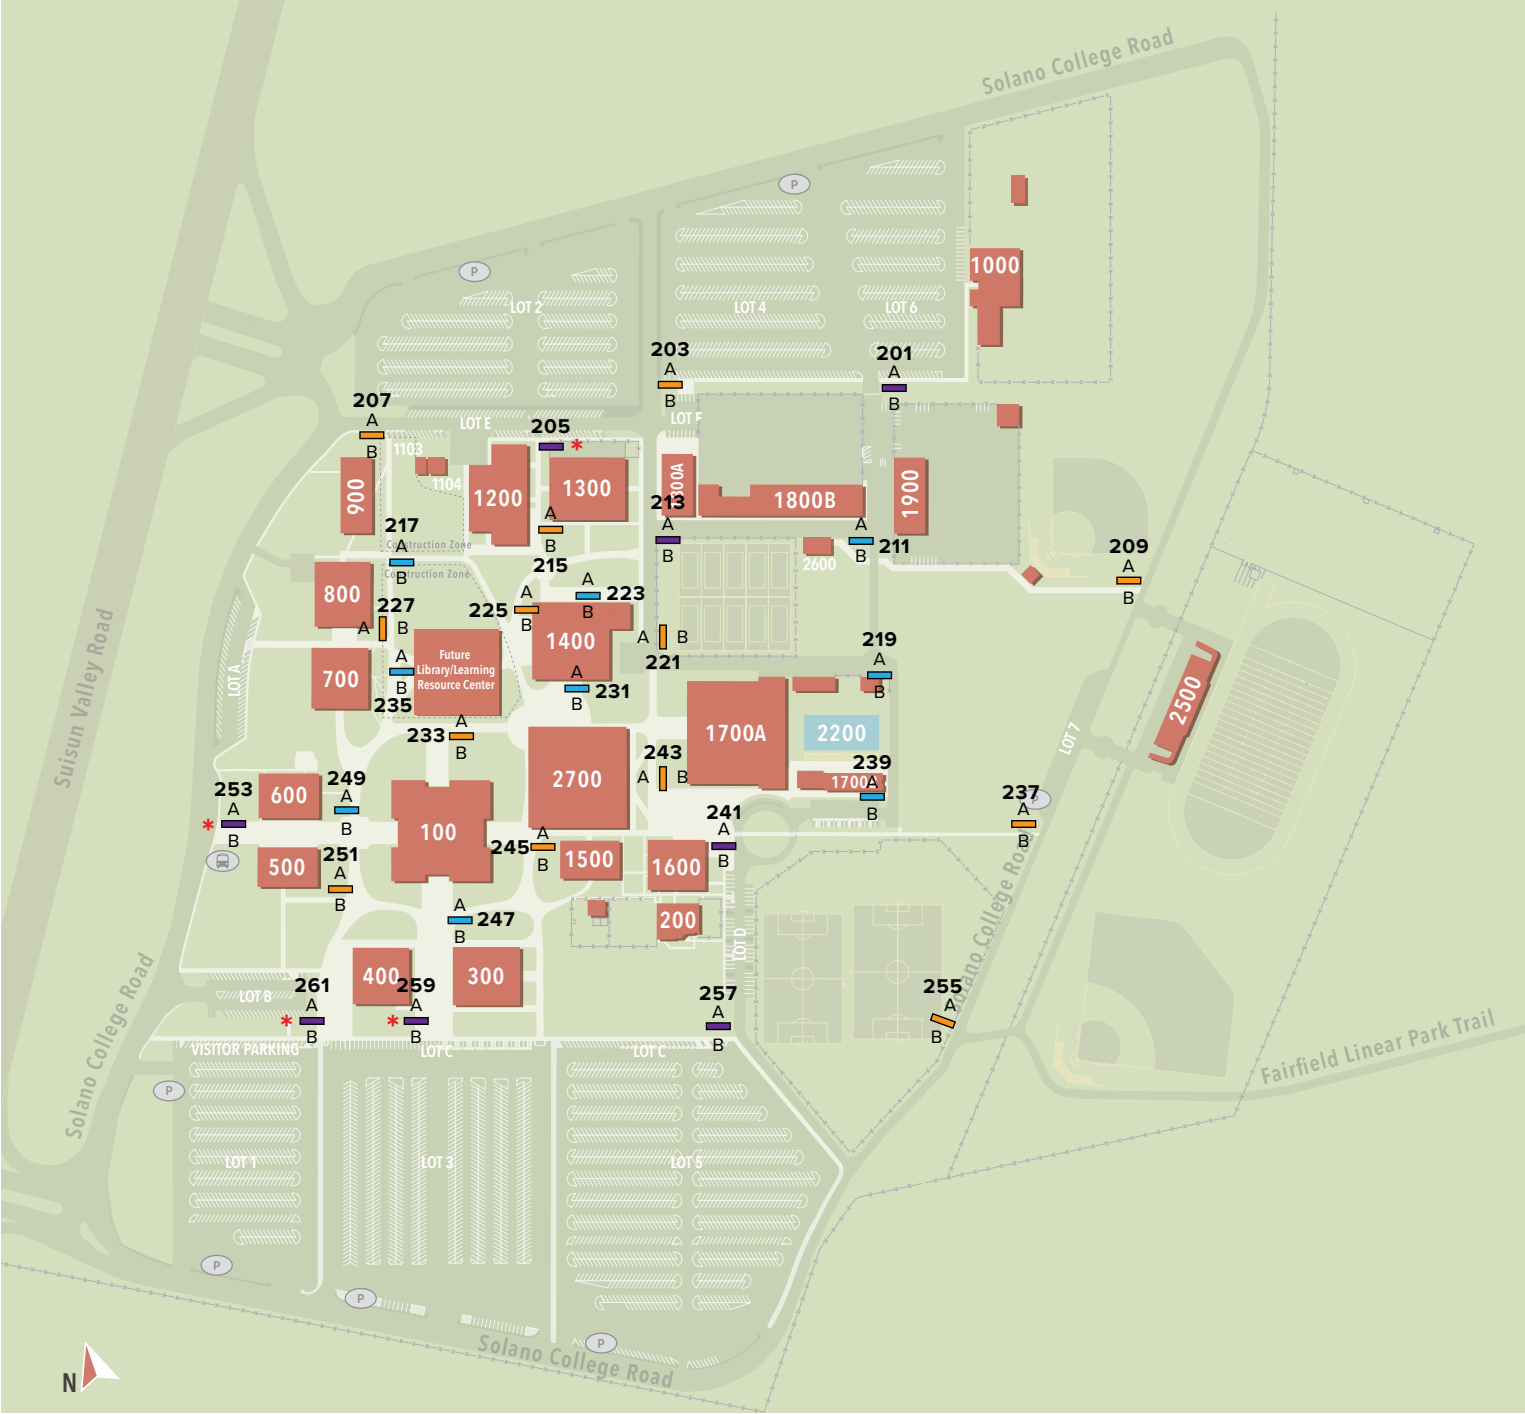 Solano College Road
P
1000
P
LOT 2
LOT 4
LOT 6
203
A
B
201
A
B
207
A
B
LOT E
205
*
LOT F
1103
1104
900
1200
1300
1800B
1900
213
A
B
217
A
B
Construction Zone
Construction Zone
A
B
215
A
B
211
2600
209
A
B
800
A
B
223
225
A
B
227
A
B
1400
A
B
221
219
A
B
Suisun Valley Road
LOT A
700
A
B
235
Future
Library/Learning
Resource Center
A
B
231
2500
233
A
B
1700A
2200
LOT 7
2700
243
A
B
239
A
B
1700
253
A
B
*
600
249
A
B
100
241
A
B
237
A
B
P
500
251
A
B
245
A
B
1500
1600
200
A
B
247
LOT D
Solano College Road
400
300
LOT B
261
A
B
*
259
A
B
*
257
A
B
255
A
B
Solano College Road
VISITOR PARKING
LOT C
LOT C
Fairfield Linear Park Trail
P
LOT 1
LOT 3
LOT 5
P
P
P
Solano College Road
N